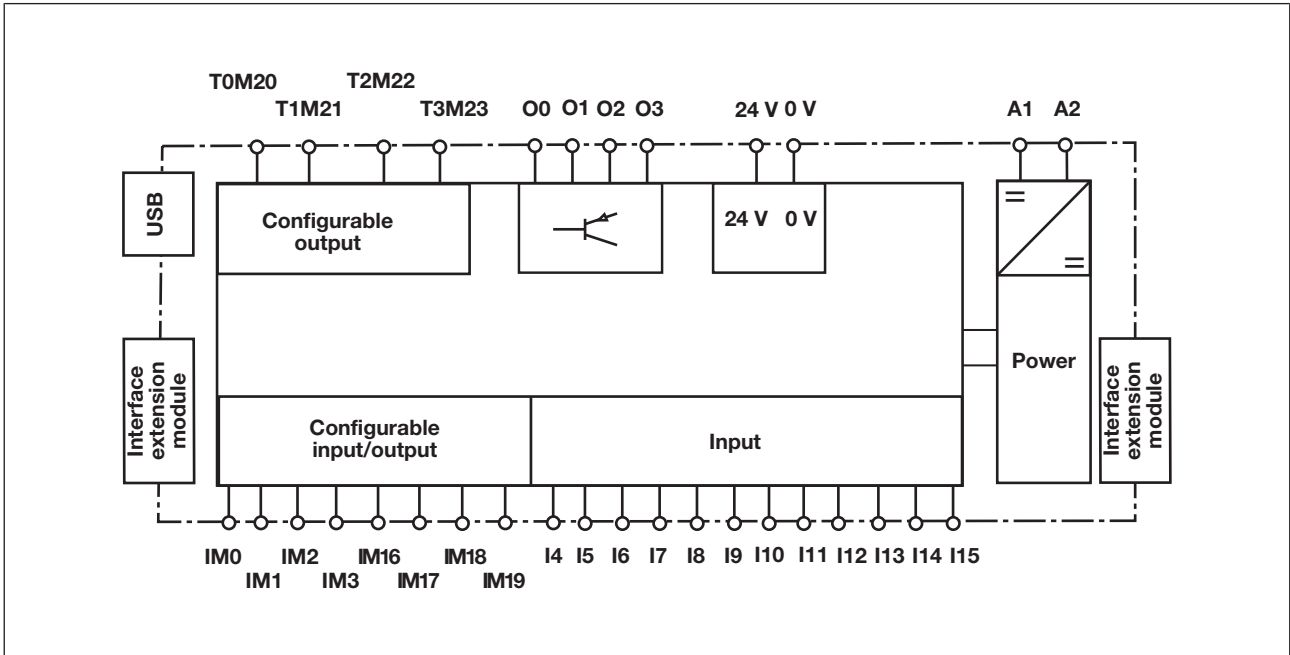 T0M20
T2M22
T1M21
T3M23
O0 O1 O2 O3
24 V 0 V
A1 A2
USB
Configurable
output
24 V 0 V
Interface
extension
module
Power
Interface
extension
module
Configurable
input/output
Input
IM0
IM2
IM16
IM18
I4 I5 I6 I7 I8 I9 I10 I11 I12 I13 I14 I15
IM1
IM3
IM17
IM19